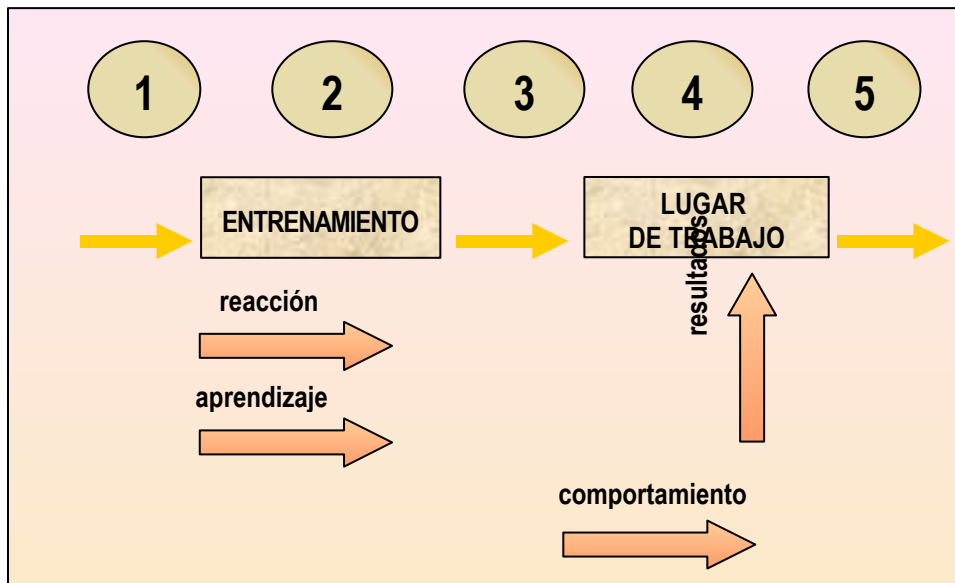 1
2
3
4
5
ENTRENAMIENTO
LUGAR
DE TRABAJO
resultados
reacción
aprendizaje
comportamiento